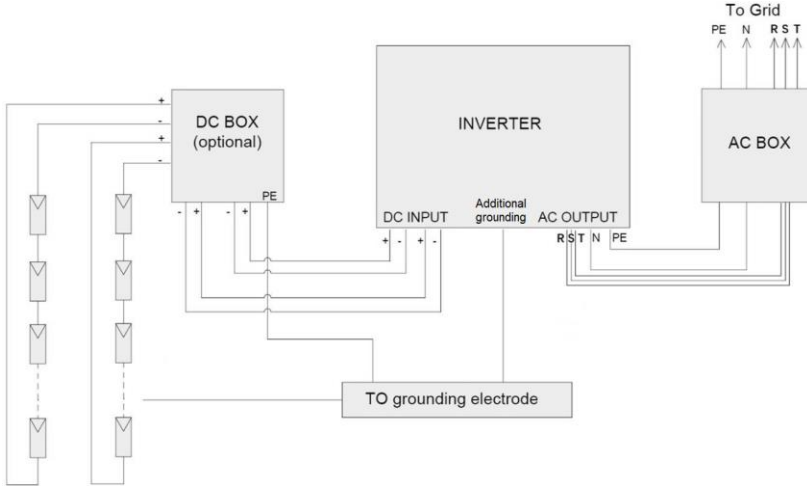 To Grid
PE N R S T
+
-
+
-
DC BOX
(optional)
PE
- + - +
INVERTER
DC INPUT
Additional
grounding
AC OUTPUT
+ - + -
R S T N PE
AC BOX
TO grounding electrode